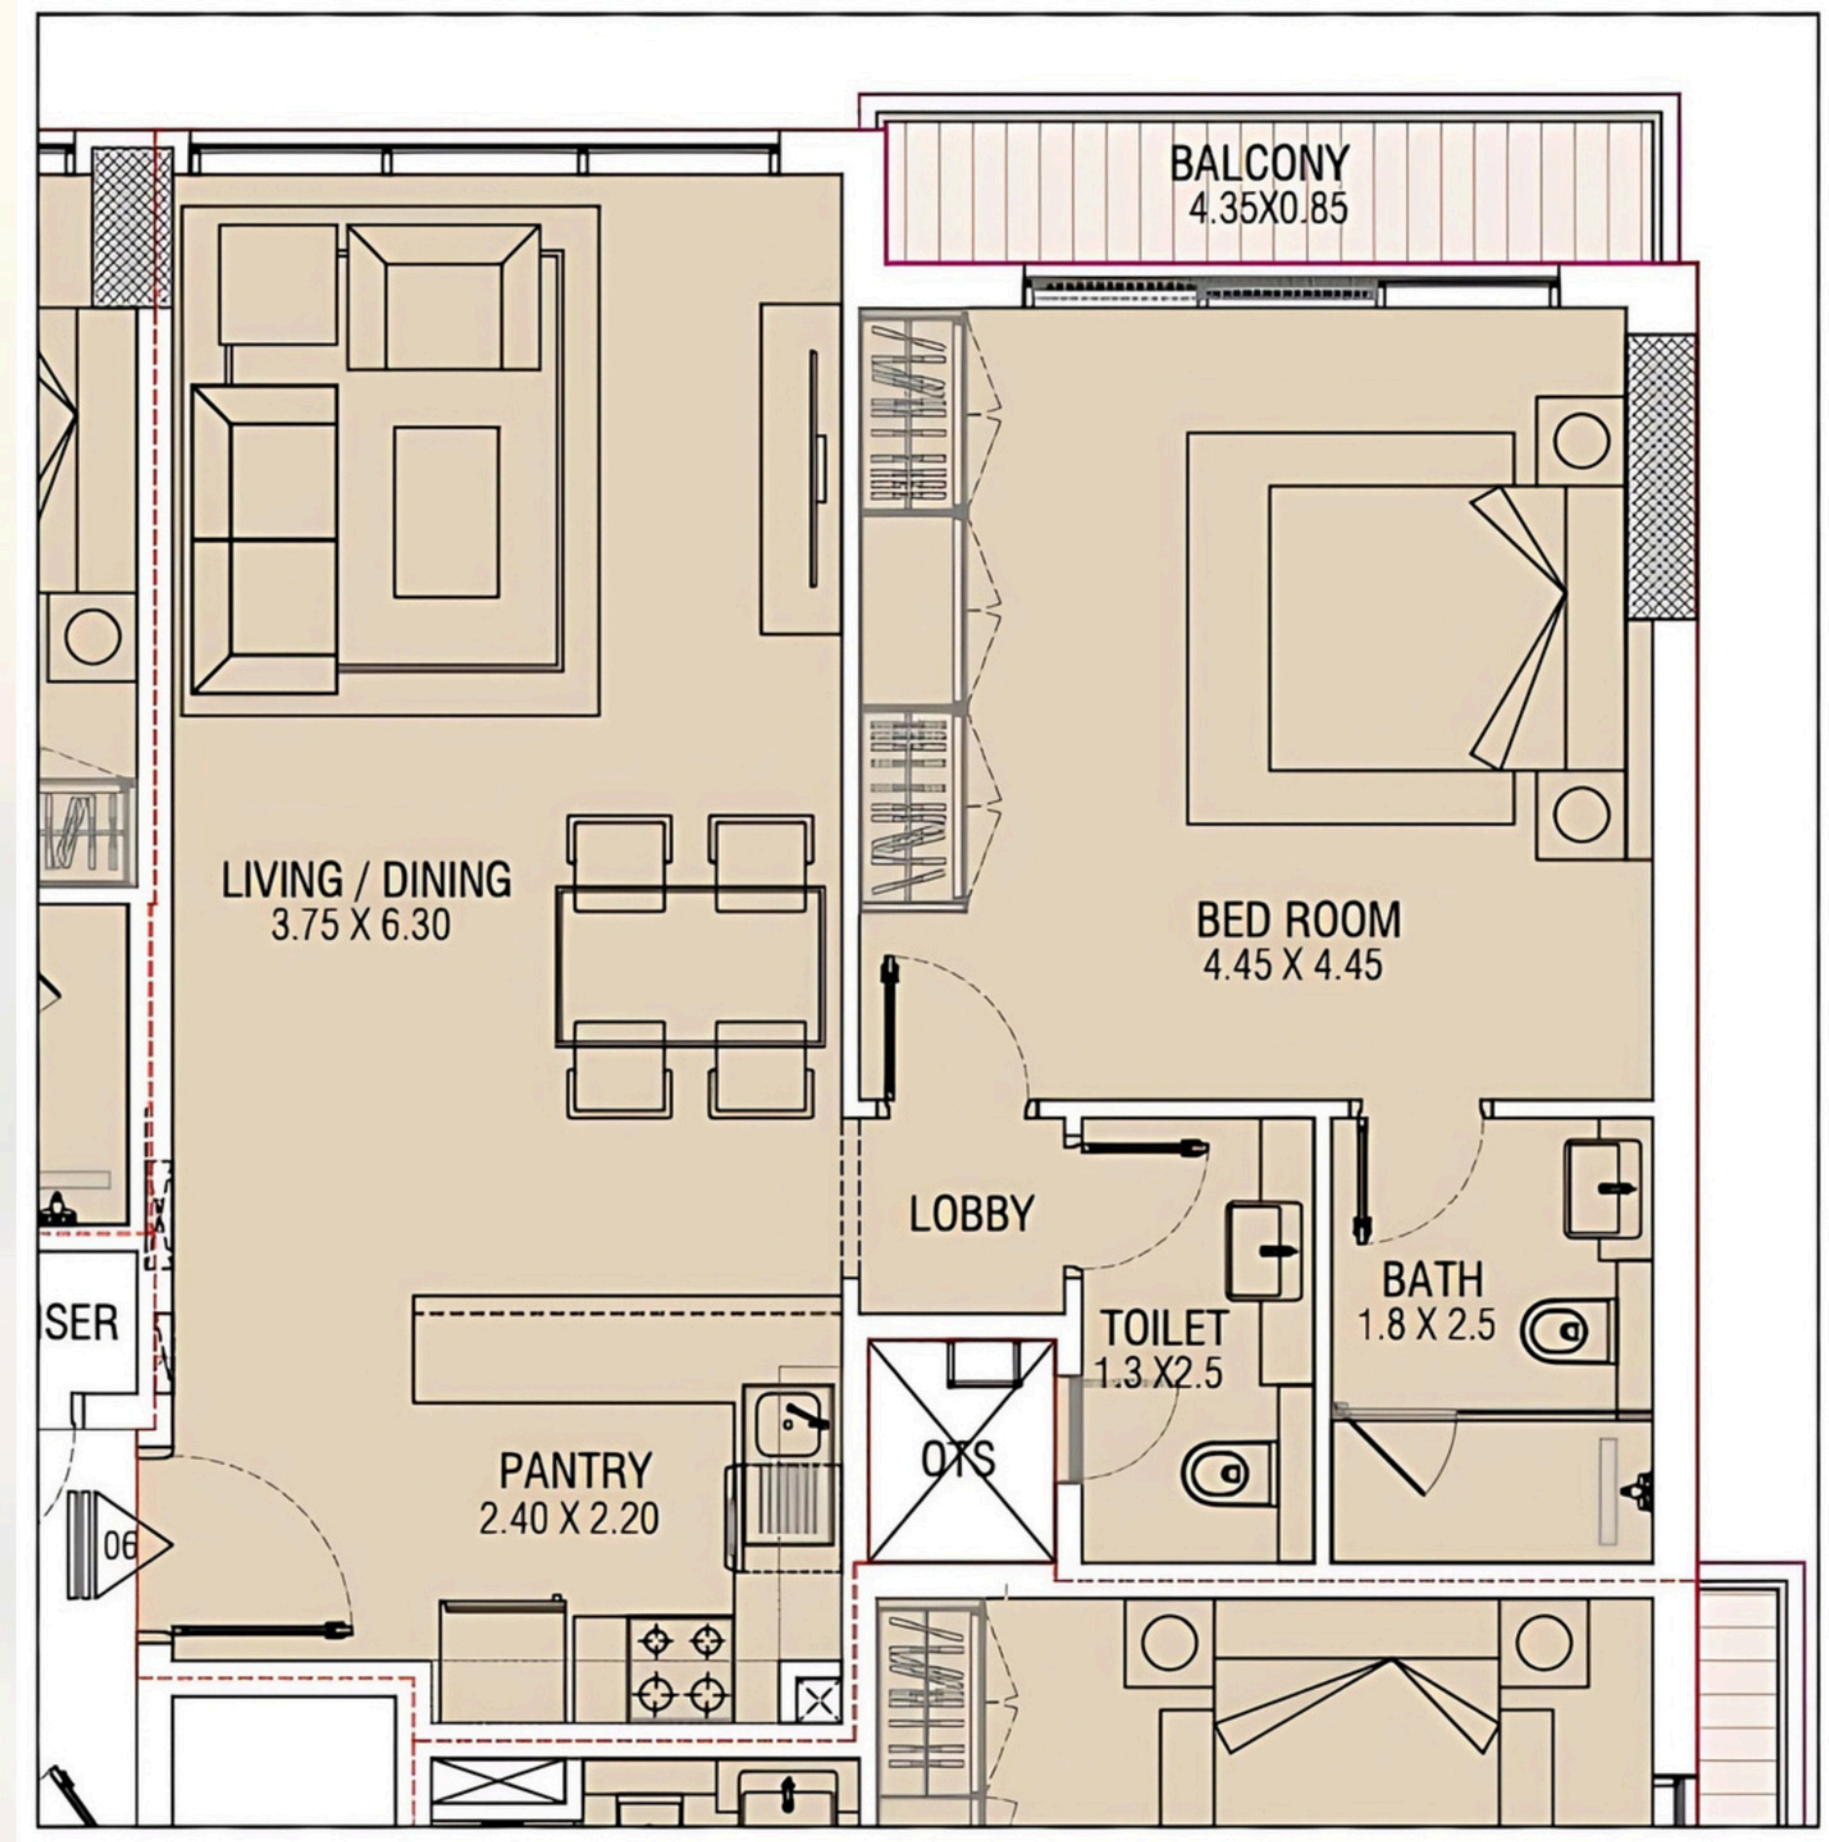 BALCONY
4.35X0.85
LIVING / DINING
3.75 X 6.30
BED ROOM
4.45 X 4.45
LOBBY
BATH
1.8 X 2.5
TOILET
1.3 X2.5
ISER
OTS
PANTRY
2.40 X 2.20
06